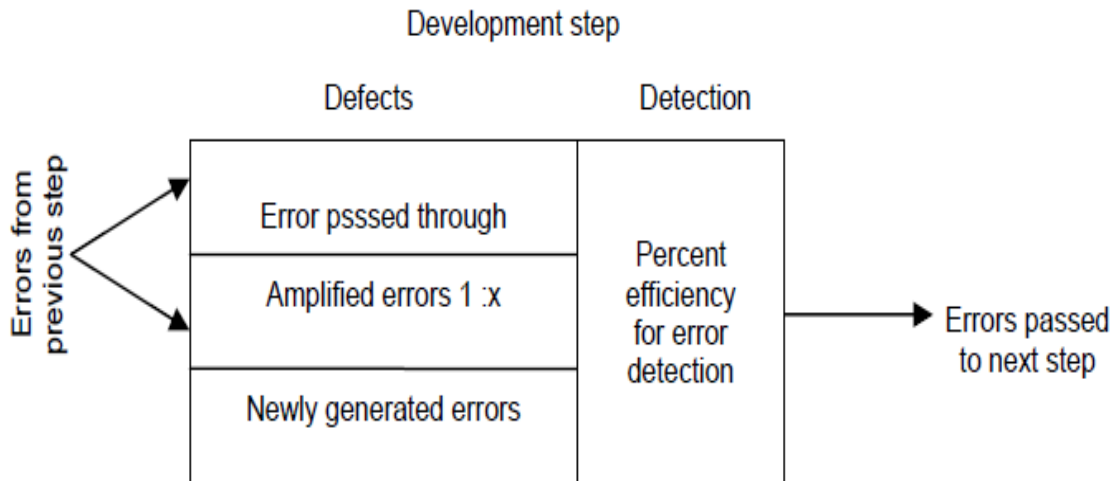 Development step
Defects
Detection
Errors from
previous step
Error psssed through
Amplified errors 1 :x
Newly generated errors
Percent
efficiency
for error
detection
Errors passed
to next step